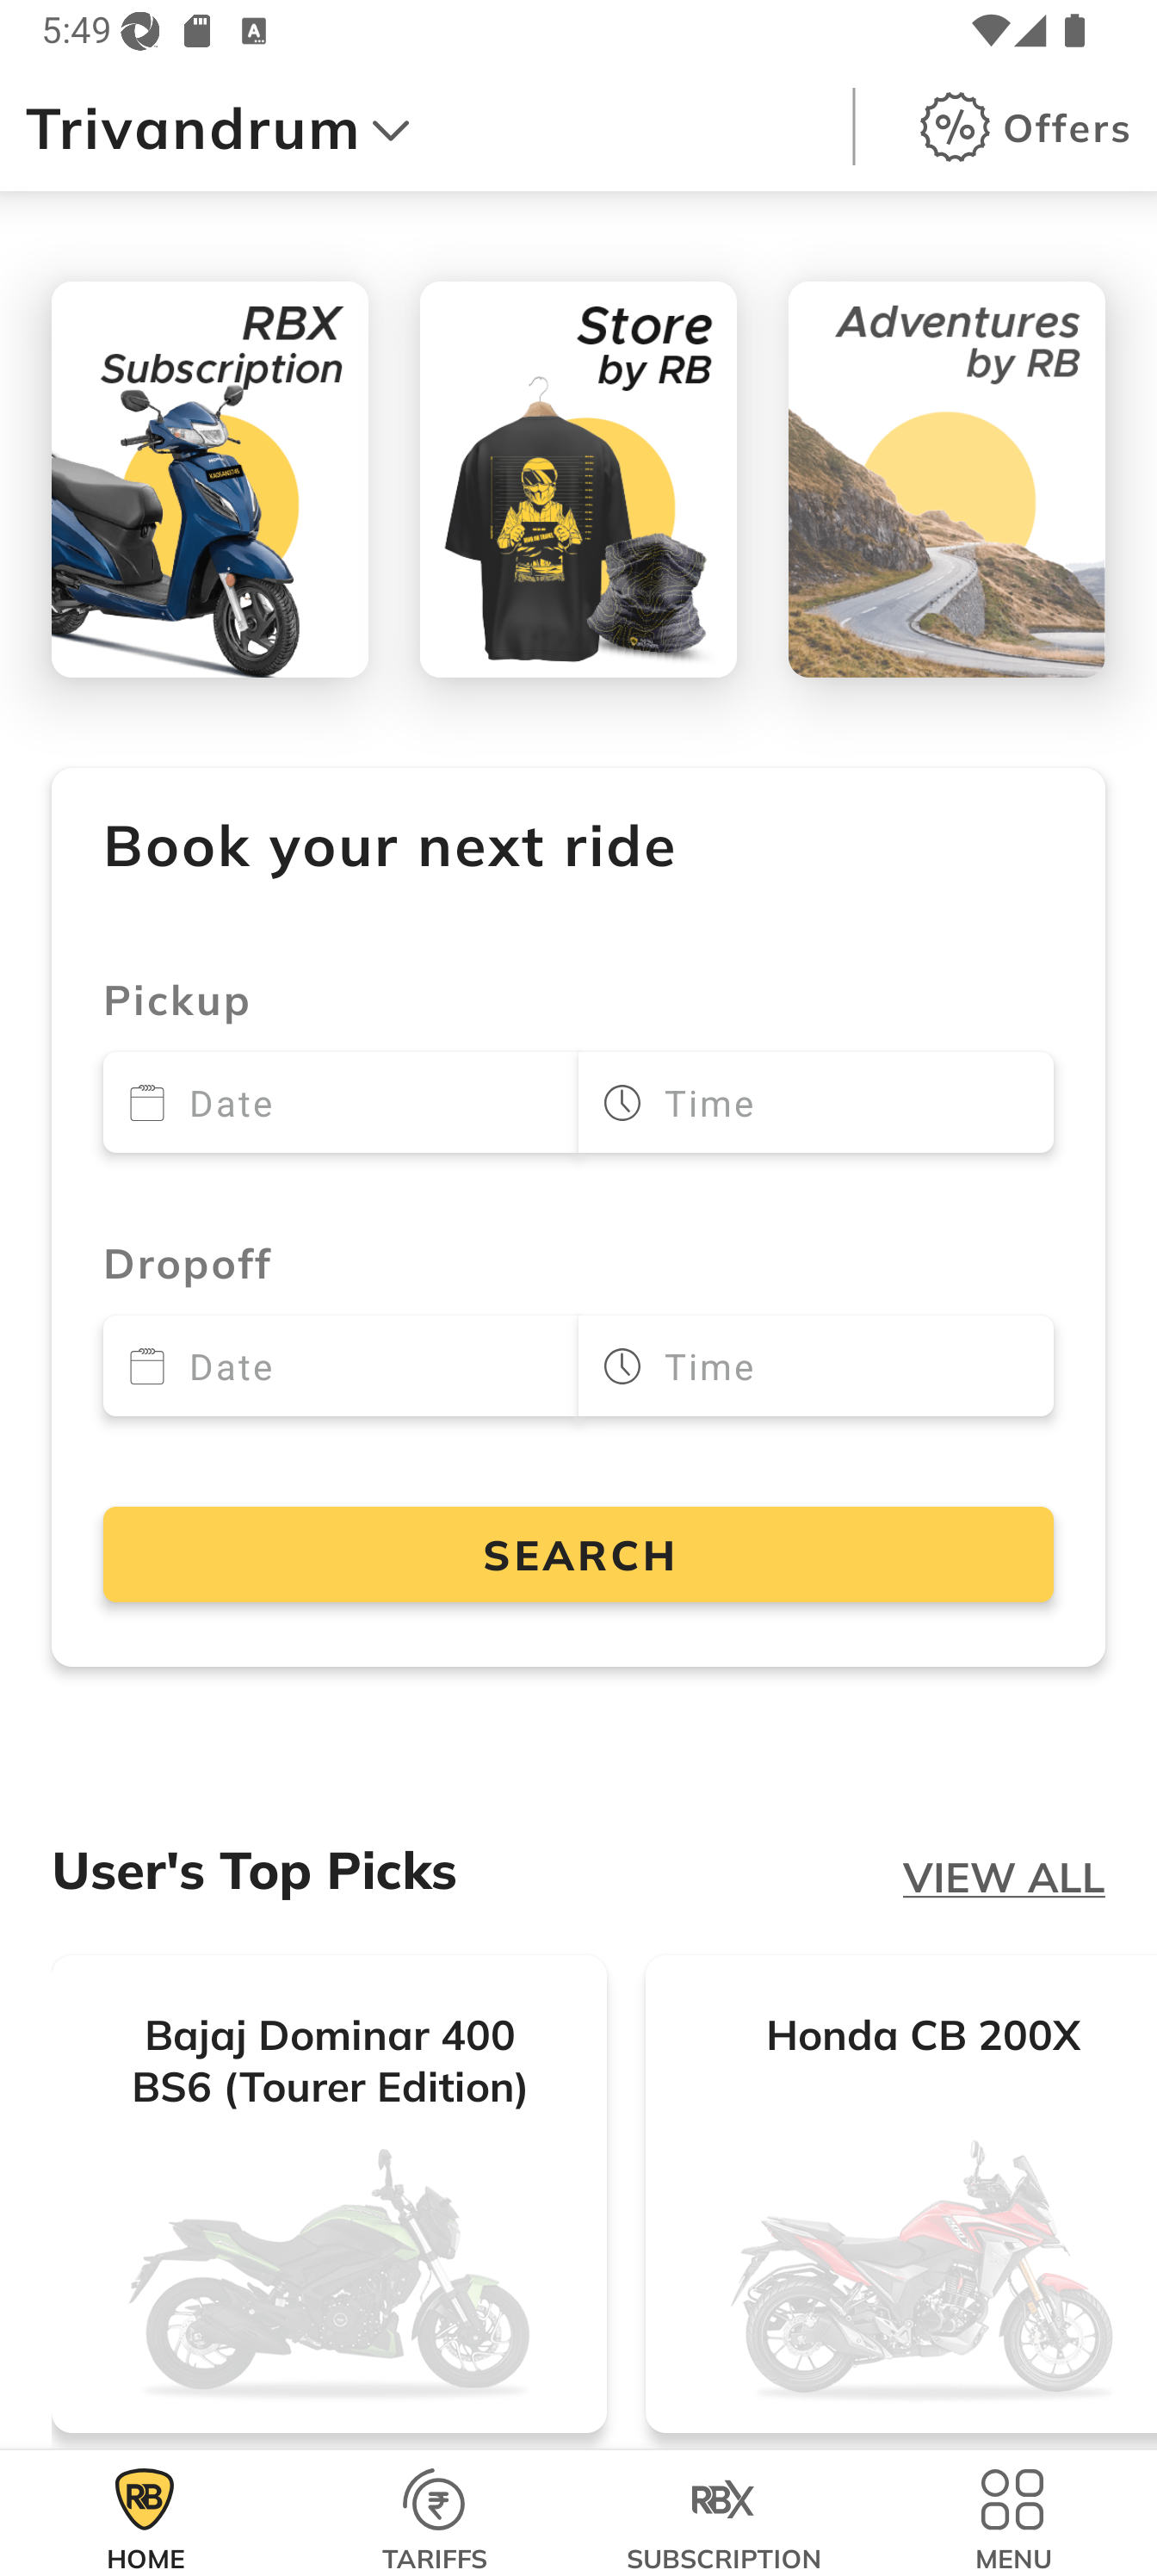 5:49
Trivandrum
Offers
RBX
Subscription
Store
by RB
Adventures
by RB
Book your next ride
Pickup
Date
Time
Dropoff
Date
Time
SEARCH
User's Top Picks
VIEW ALL
Bajaj Dominar 400
BS6 (Tourer Edition)
Honda CB 200X
RB
RBX
HOME
TARIFFS
SUBSCRIPTION
MENU